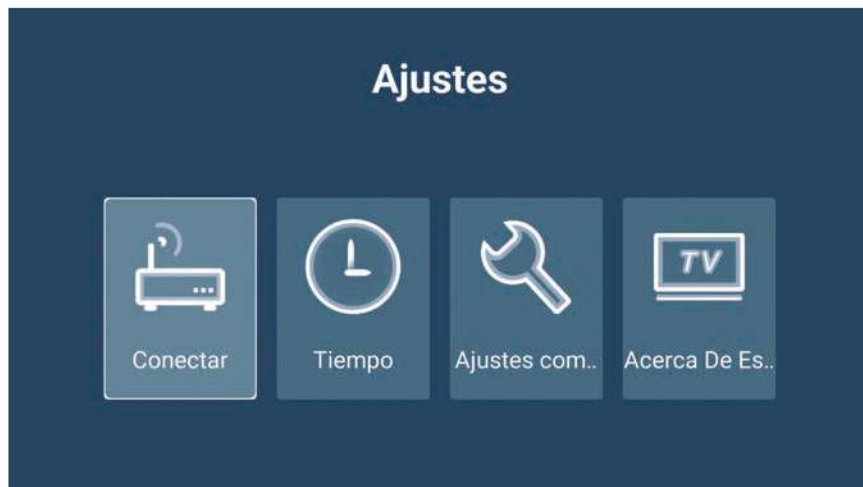 Ajustes
TV
Conectar
Tiempo
Ajustes com..
Acerca De Es..